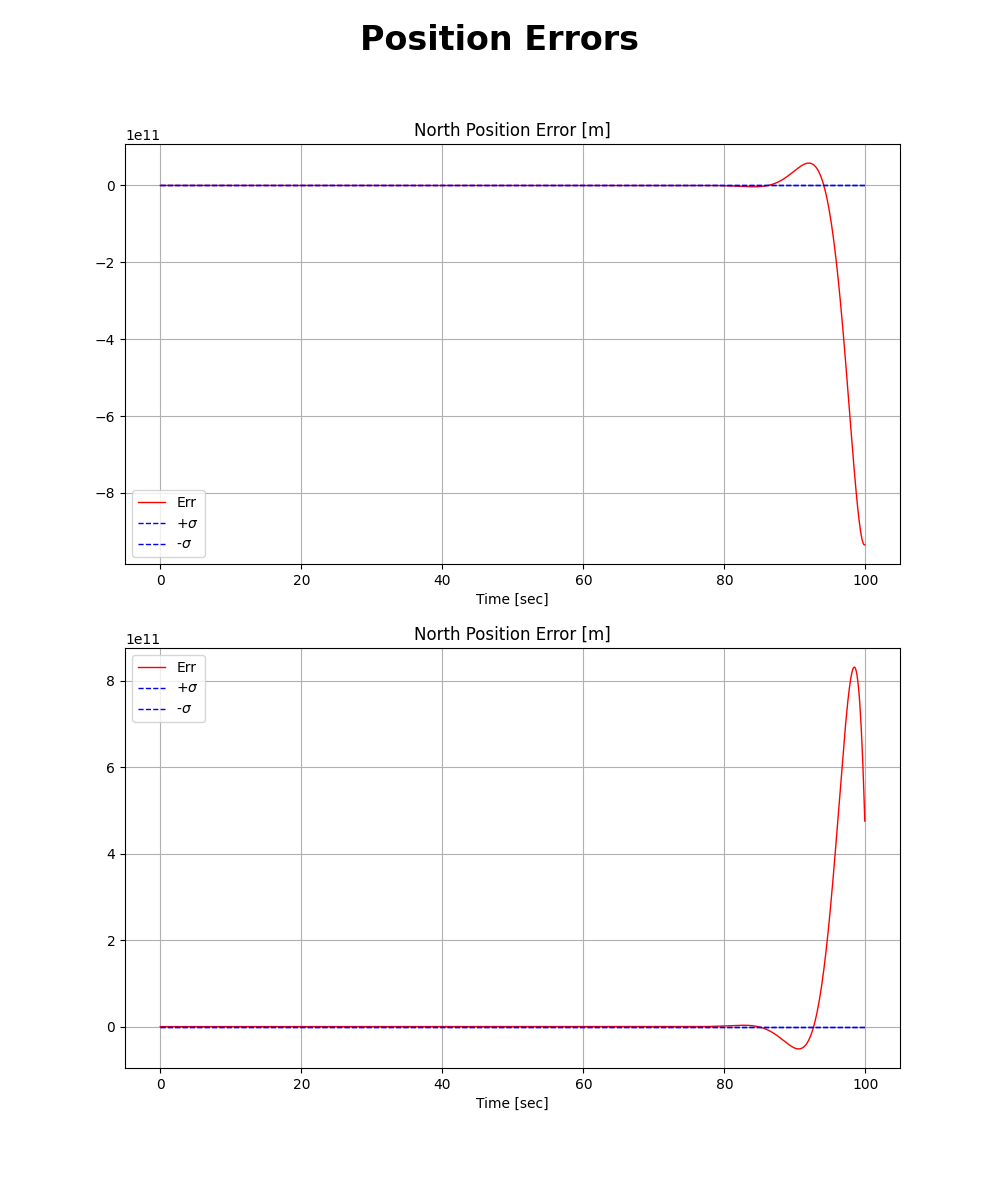 Position Errors
North Position Error [m]
1e11
0
−2
−4
−6
−8
Err
+σ
-σ
0 20 40 60 80 100
Time [sec]
North Position Error [m]
1e11
8
6
4
2
0
Err
+σ
-σ
0 20 40 60 80 100
Time [sec]